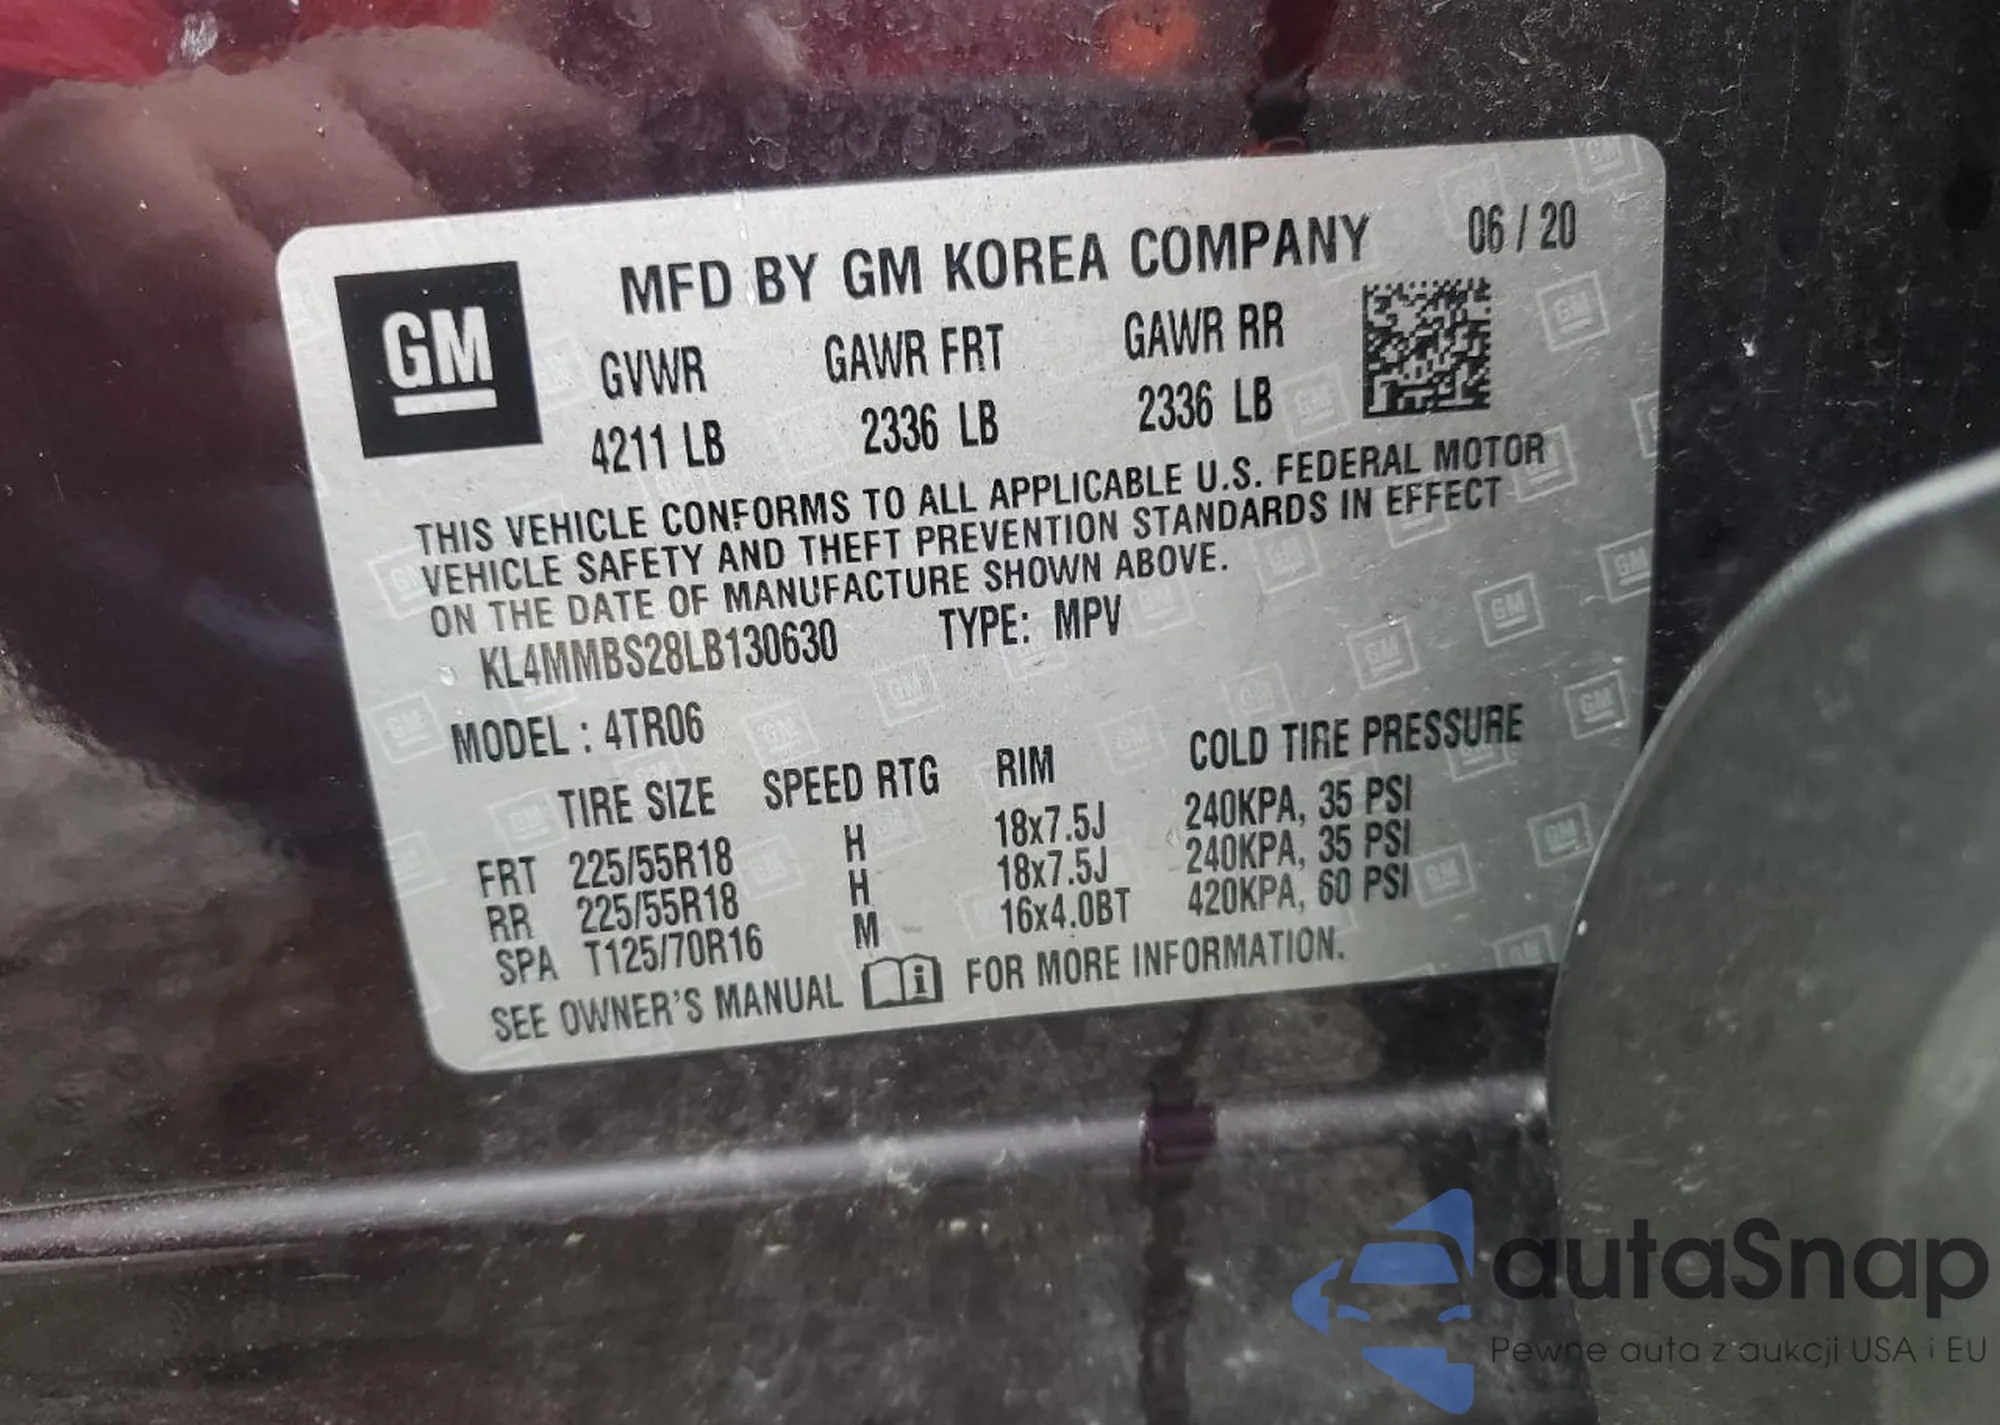 MFD BY GM KOREA COMPANY 06 / 20
GM
GVWR GAWR FRT GAWR RR
4211 LB 2336 LB 2336 LB
THIS VEHICLE CONFORMS TO ALL APPLICABLE U.S. FEDERAL MOTOR
VEHICLE SAFETY AND THEFT PREVENTION STANDARDS IN EFFECT
ON THE DATE OF MANUFACTURE SHOWN ABOVE.
KL4MMBS28LB130630 TYPE: MPV
MODEL : 4TR06
TIRE SIZE SPEED RTG RIM COLD TIRE PRESSURE
FRT 225/55R18 H 18x7.5J 240KPA, 35 PSI
RR 225/55R18 H 18x7.5J 240KPA, 35 PSI
SPA T125/70R16 M 16x4.0BT 420KPA, 60 PSI
SEE OWNER'S MANUAL i FOR MORE INFORMATION.
autaSnap
Pewne auta z aukcji USA i EU